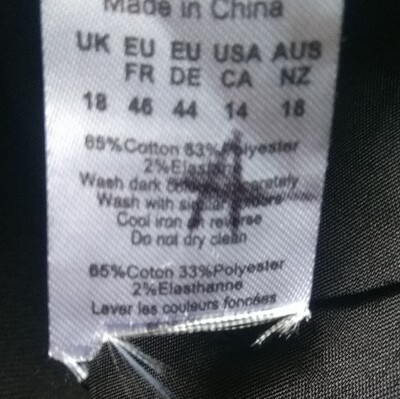 Made in China
UK EU EU USA AUS
FR DE CA NZ
18 46 44 14 18
65%Cotton 33%Polyester
2%Elastan
Wash dark separately
Wash with similar colours
Cool iron on reverse
Do not dry clean
65%Coton 33%Polyester
2%Elasthanne
Laver les couleurs foncées